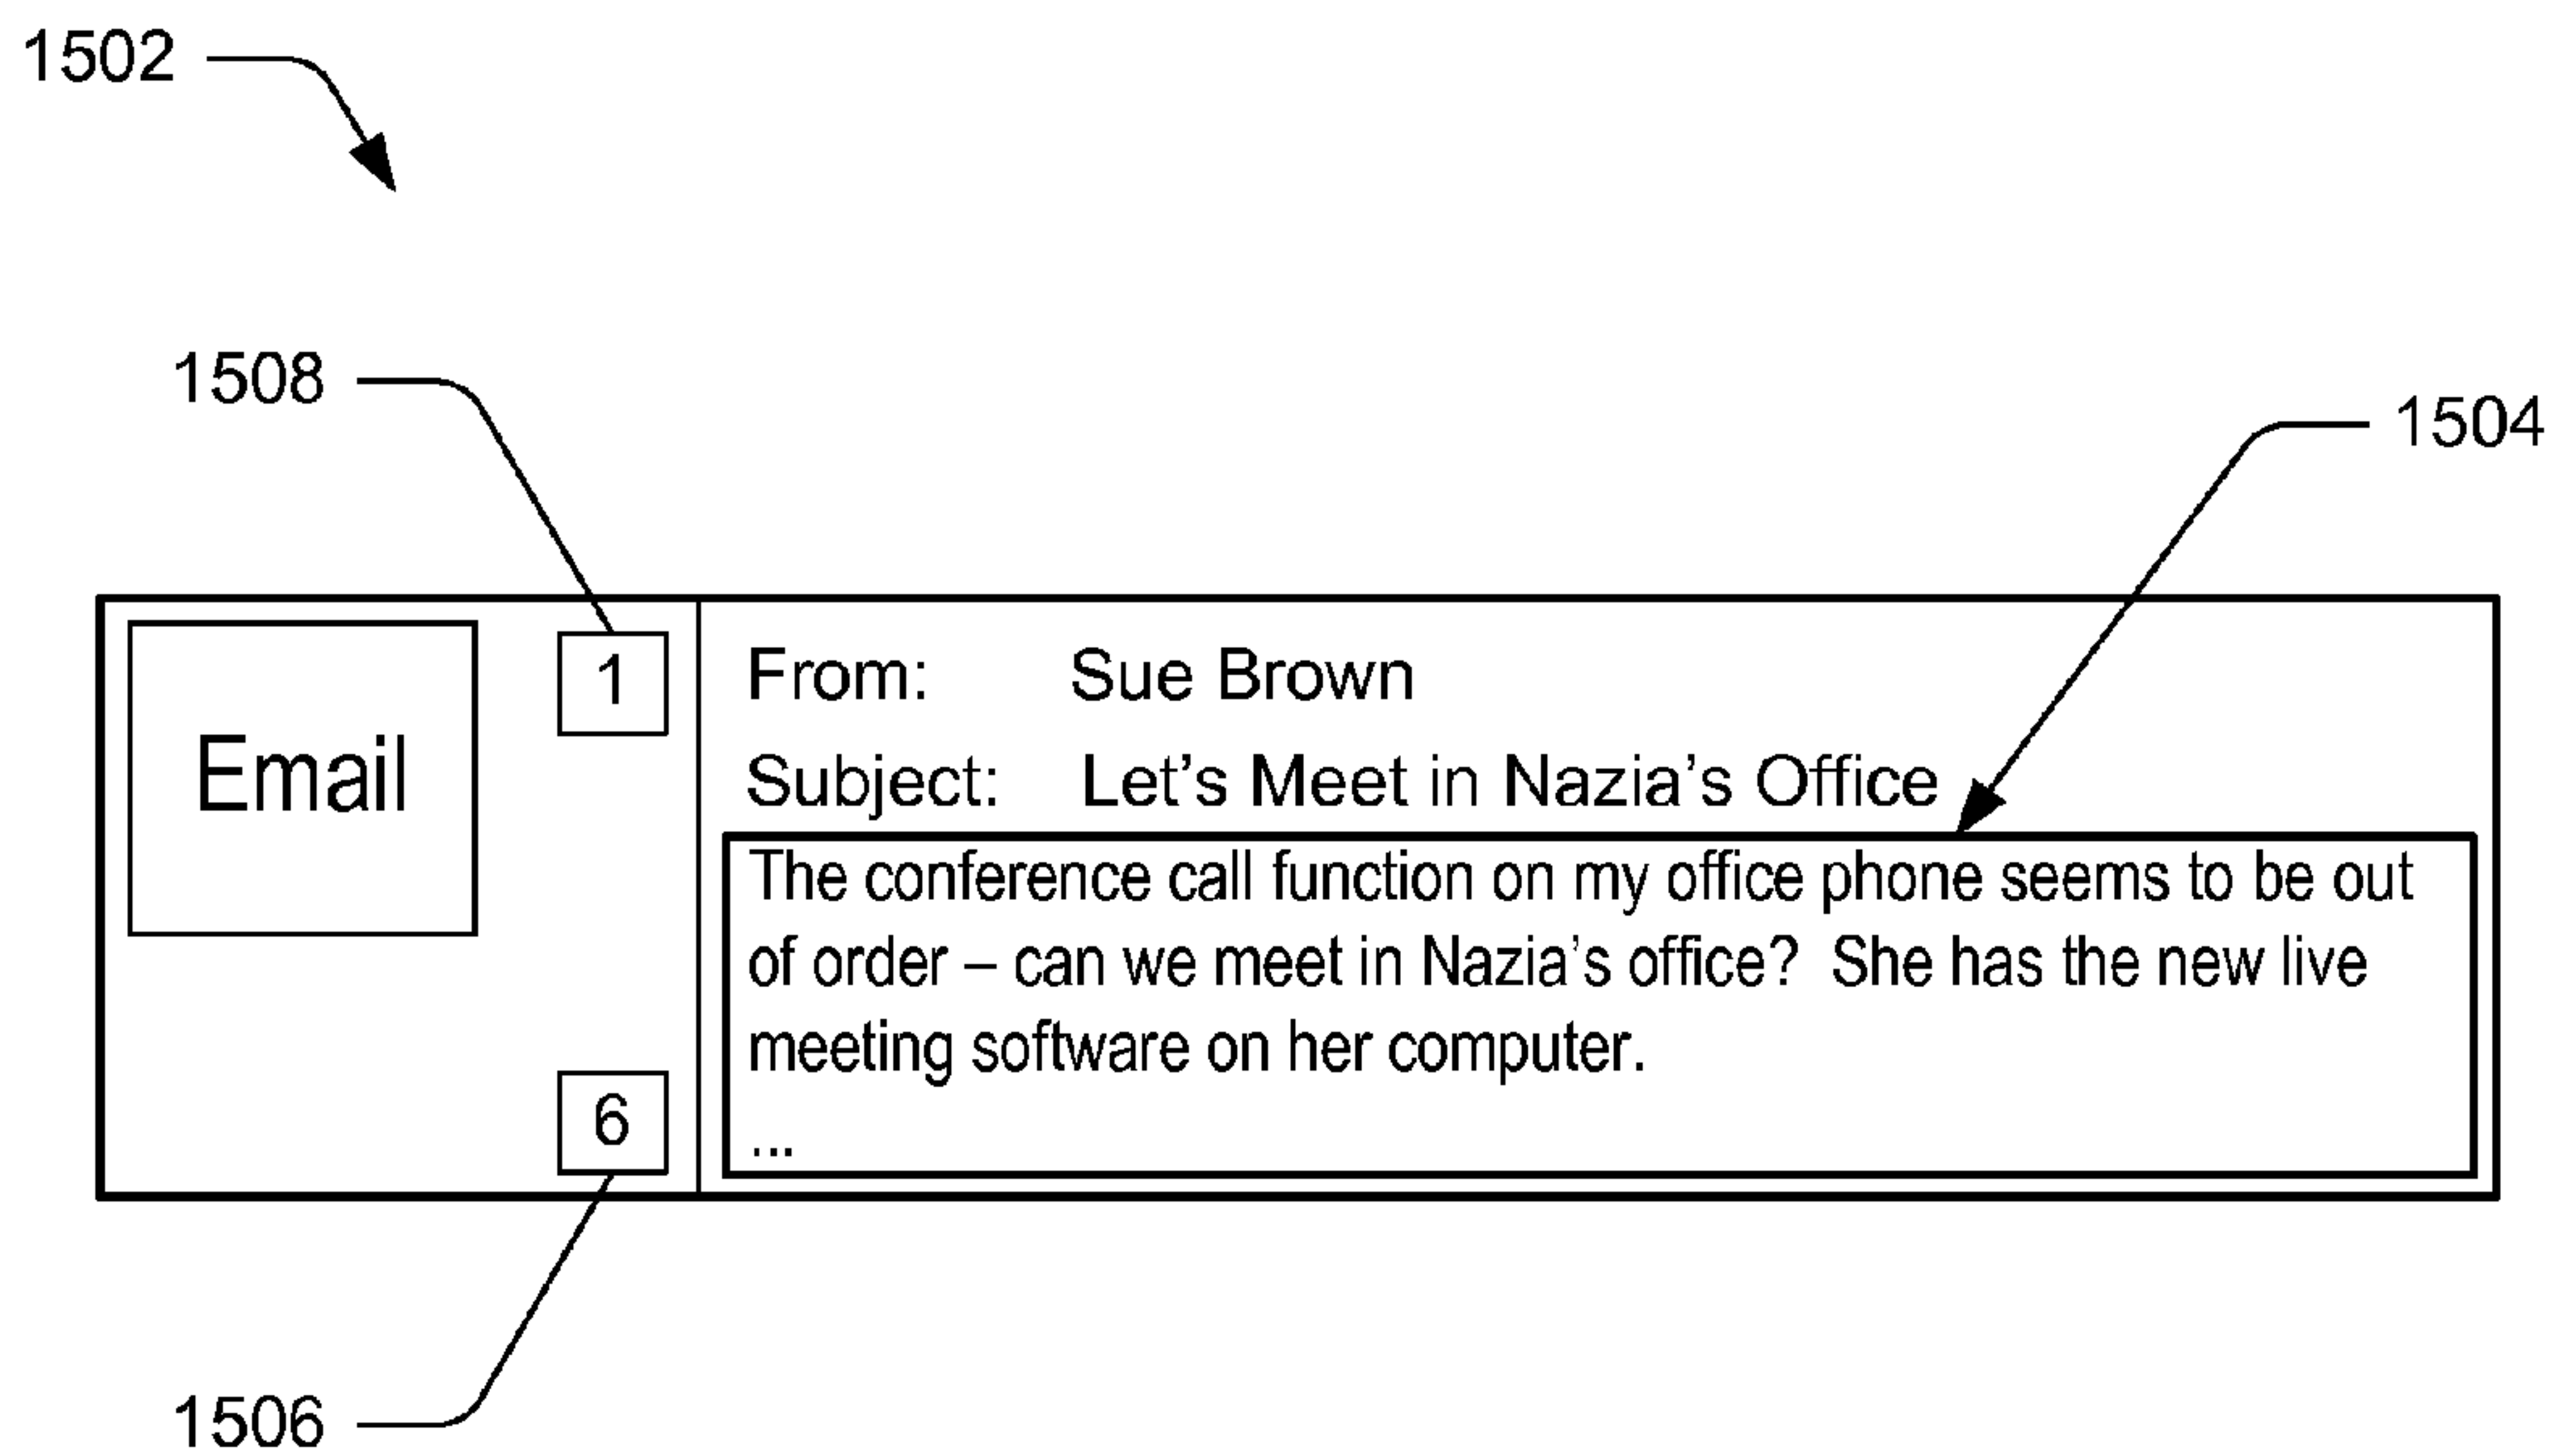 1502
1508
1504
Email
1
6
From: Sue Brown
Subject: Let's Meet in Nazia's Office
The conference call function on my office phone seems to be out
of order – can we meet in Nazia's office? She has the new live
meeting software on her computer.
...
1506